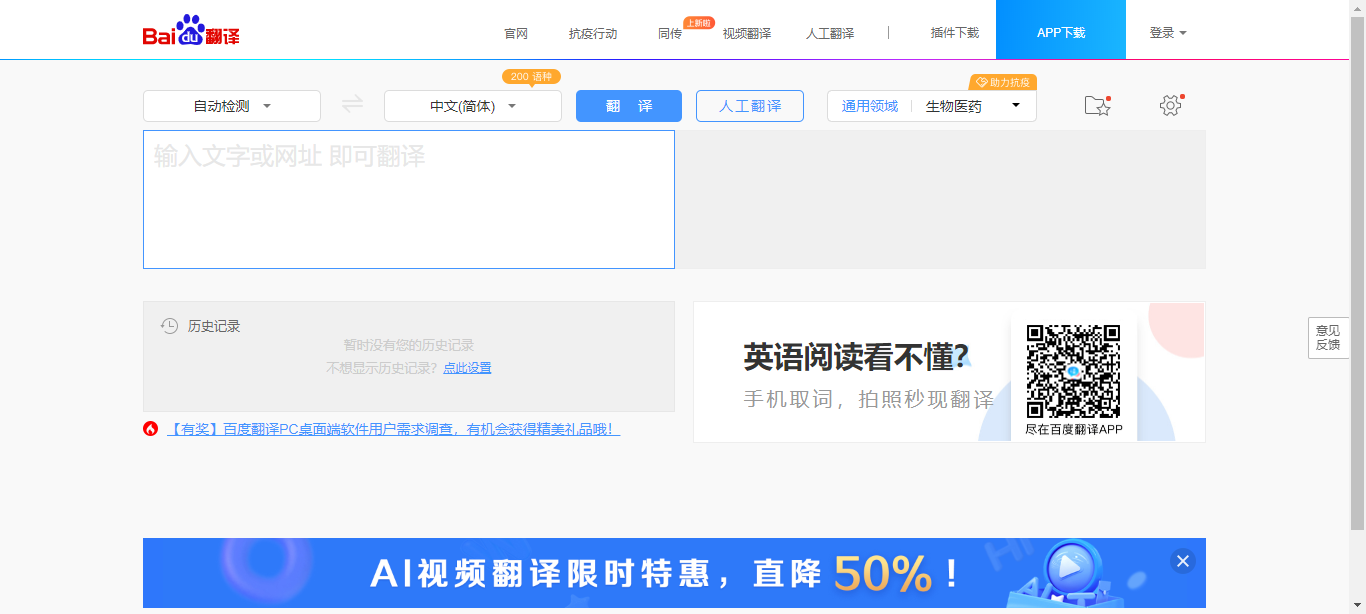 Bai du 翻译
官网
抗疫行动
同传
上新啦
视频翻译
人工翻译
插件下载
APP下载
登录
200 语种
助力抗疫
自动检测
中文(简体)
翻 译
人工翻译
通用领域
生物医药
输入文字或网址 即可翻译
历史记录
暂时没有您的历史记录
不想显示历史记录？点此设置
【有奖】百度翻译PC桌面端软件用户需求调查，有机会获得精美礼品哦！
英语阅读看不懂?
手机取词，拍照秒现翻译
尽在百度翻译APP
意见
反馈
AI视频翻译限时特惠，直降 50% ！